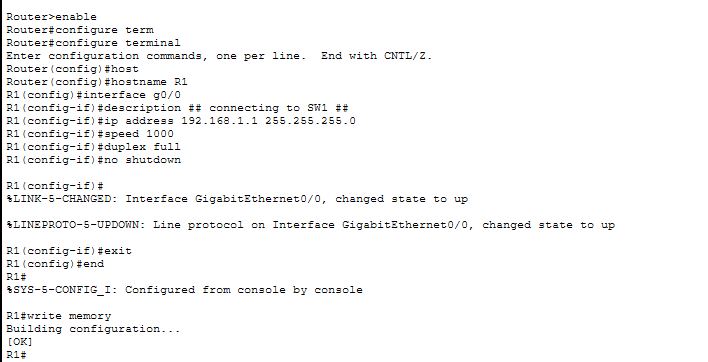 Router>enable
Router#configure term
Router#configure terminal
Enter configuration commands, one per line.  End with CNTL/Z.
Router(config)#host
Router(config)#hostname R1
R1(config)#interface g0/0
R1(config-if)#description ## connecting to SW1 ##
R1(config-if)#ip address 192.168.1.1 255.255.255.0
R1(config-if)#speed 1000
R1(config-if)#duplex full
R1(config-if)#no shutdown
R1(config-if)#
%LINK-5-CHANGED: Interface GigabitEthernet0/0, changed state to up
%LINEPROTO-5-UPDOWN: Line protocol on Interface GigabitEthernet0/0, changed state to up
R1(config-if)#exit
R1(config)#end
R1#
%SYS-5-CONFIG_I: Configured from console by console
R1#write memory
Building configuration...
[OK]
R1#